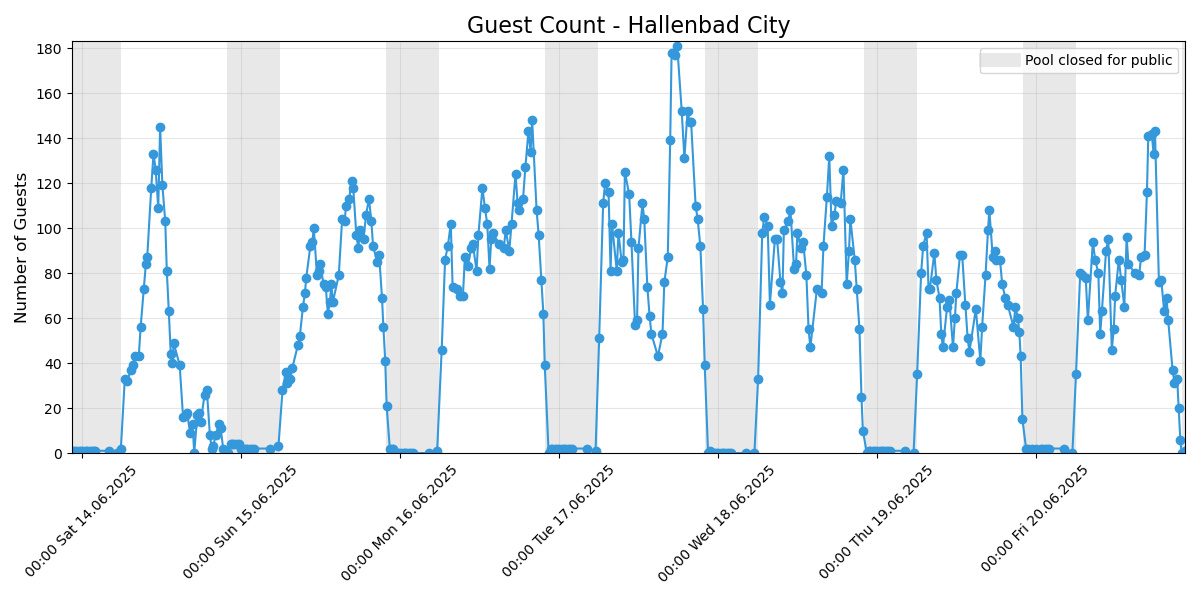 Guest Count - Hallenbad City
Pool closed for public
Number of Guests
180
160
140
120
100
80
60
40
20
0
00:00 Sat 14.06.2025
00:00 Sun 15.06.2025
00:00 Mon 16.06.2025
00:00 Tue 17.06.2025
00:00 Wed 18.06.2025
00:00 Thu 19.06.2025
00:00 Fri 20.06.2025